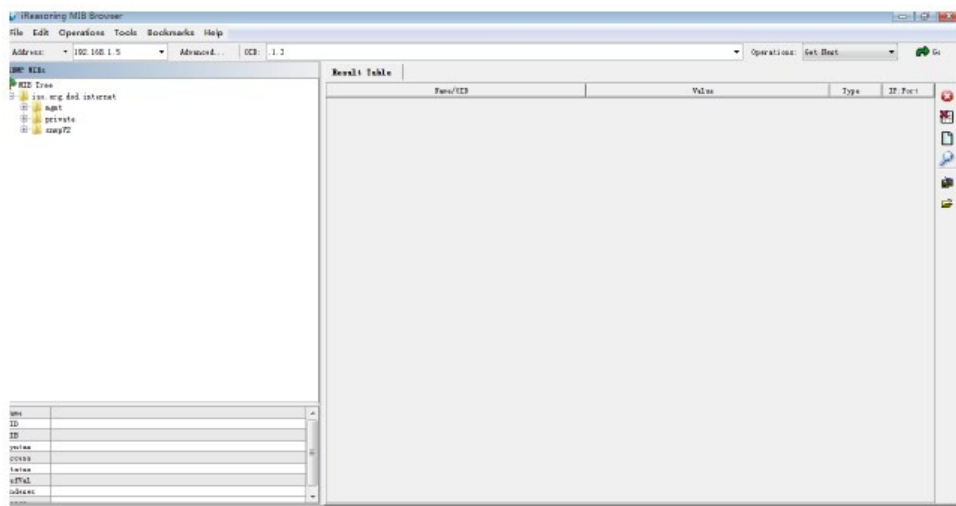 iReasoning MIB Browser
File Edit Operations Tools Bookmarks Help
Address: 192.168.1.5 Advanced... OID: .1.3 Operations: Get Next Go
SNMP MIBs
Result Table
MIB Tree
iso.org.dod.internet
mgmt
private
snmpV2
Name/OID Value Type IP:Port